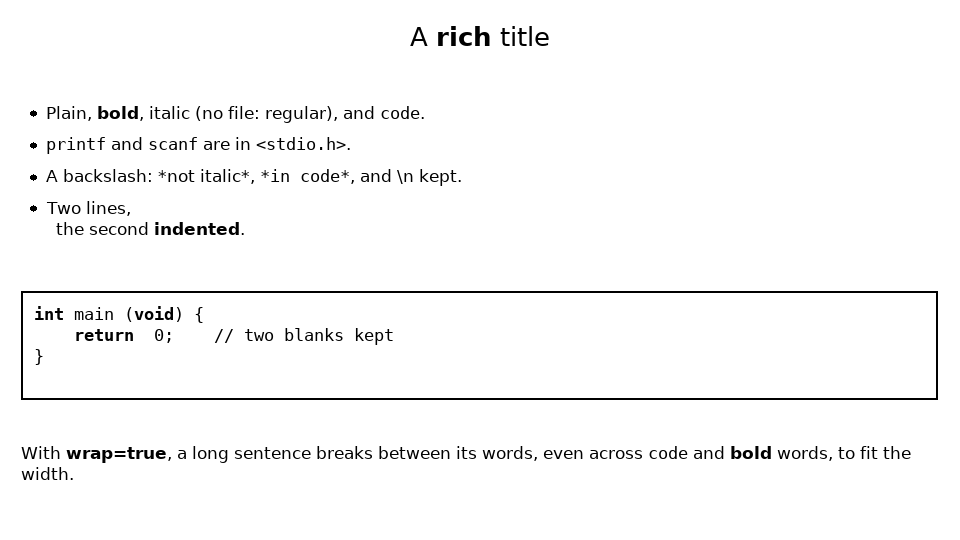 A rich title
• Plain, bold, italic (no file: regular), and code.
• printf and scanf are in <stdio.h>.
• A backslash: *not italic*, *in code*, and \n kept.
• Two lines,
  the second indented.
int main (void) {
    return  0;    // two blanks kept
}
With wrap=true, a long sentence breaks between its words, even across code and bold words, to fit the
width.